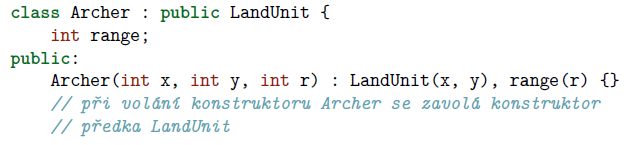 class Archer : public LandUnit {
    int range;
public:
    Archer(int x, int y, int r) : LandUnit(x, y), range(r) {}
    // při volání konstruktoru Archer se zavolá konstruktor
    // předka LandUnit